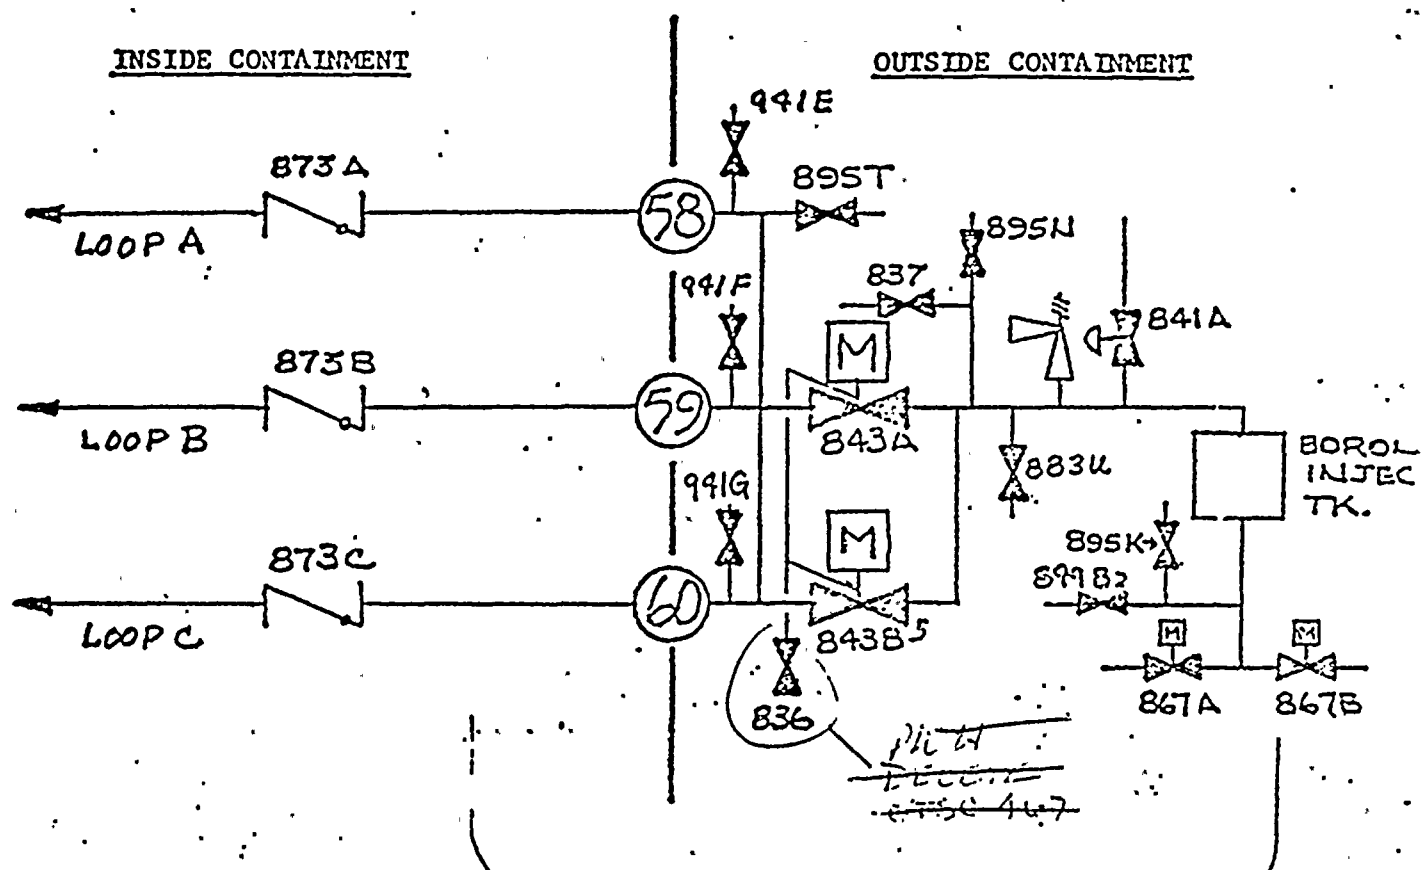 INSIDE CONTAINMENT
OUTSIDE CONTAINMENT
941E
873A
895T
58
LOOP A
895N
837
941F
M
841A
873B
59
LOOP B
843A
BORON
INJEC
TK.
883U
941G
M
895K
873C
60
LOOP C
843B
M
M
836
867A
867B